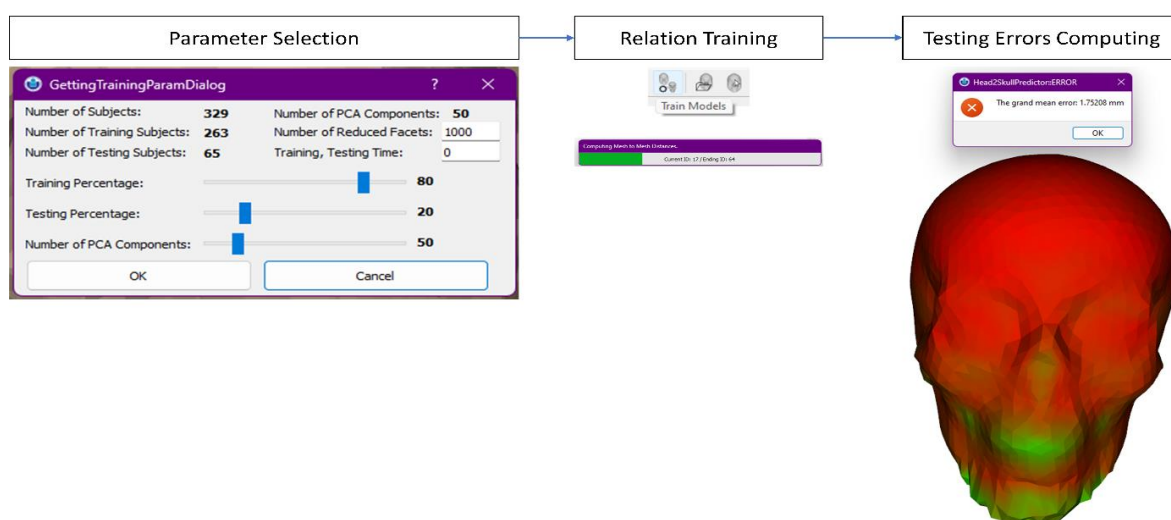 Parameter Selection
Relation Training
Testing Errors Computing
GettingTrainingParamDialog
?
Number of Subjects: 329
Number of PCA Components: 50
Number of Training Subjects: 263
Number of Reduced Facets: 1000
Number of Testing Subjects: 65
Training, Testing Time: 0
Training Percentage: 80
Testing Percentage: 20
Number of PCA Components: 50
OK
Cancel
Train Models
Computing Mesh to Mesh Distances.
Current ID: 17 / Ending ID: 64
Head2SkullPredictor::ERROR
The grand mean error: 1.75208 mm
OK